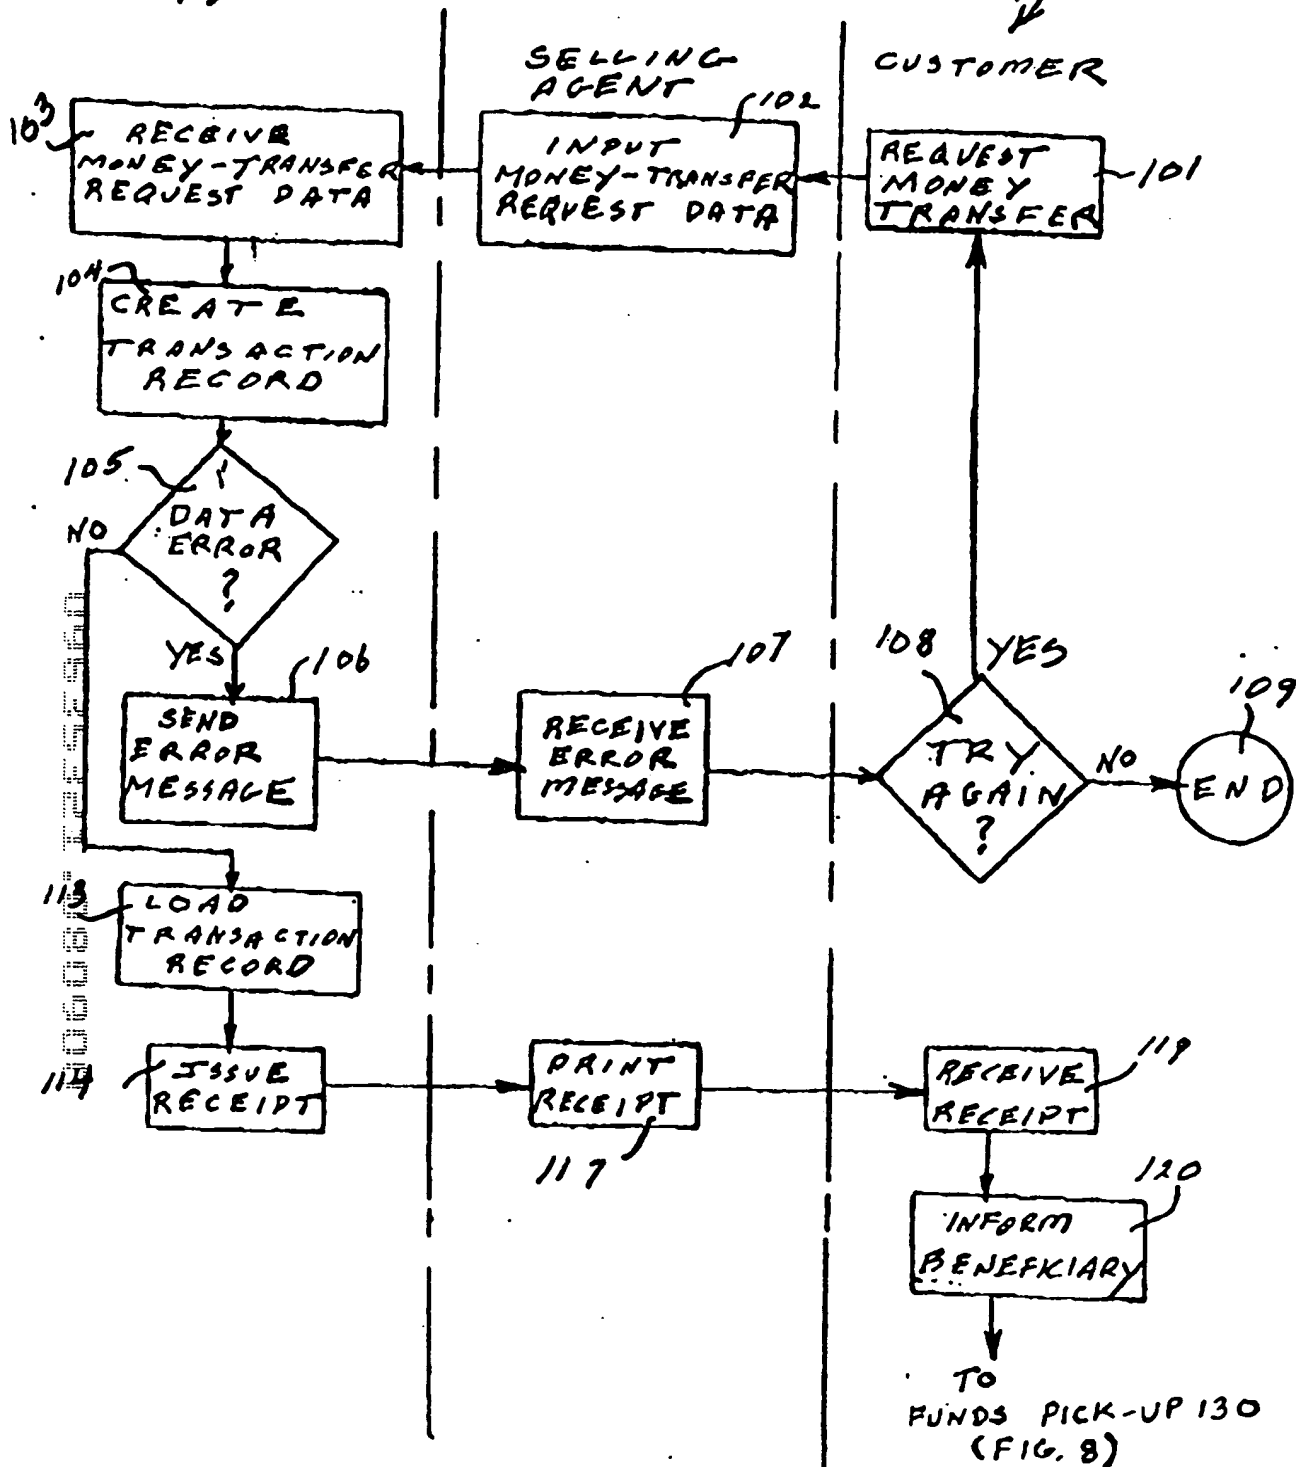 SELLING
AGENT
CUSTOMER
103
RECEIVE
MONEY-TRANSFER
REQUEST DATA
102
INPUT
MONEY-TRANSFER
REQUEST DATA
REQUEST
MONEY
TRANSFER
101
104
CREATE
TRANSACTION
RECORD
105
DATA
ERROR
?
NO
YES
106
SEND
ERROR
MESSAGE
107
RECEIVE
ERROR
MESSAGE
108
YES
TRY
AGAIN
?
NO
109
END
113
LOAD
TRANSACTION
RECORD
114
ISSUE
RECEIPT
PRINT
RECEIPT
117
RECEIVE
RECEIPT
119
120
INFORM
BENEFICIARY
TO
FUNDS PICK-UP 130
(FIG. 8)